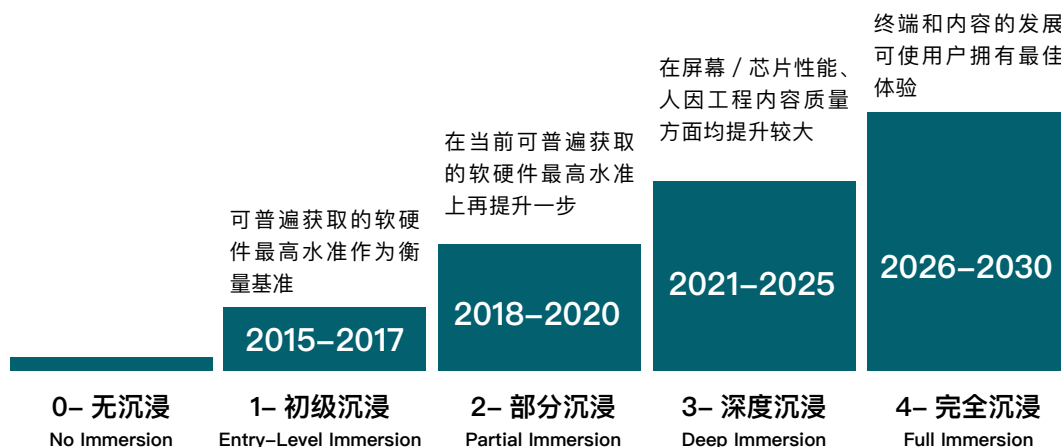 终端和内容的发展
可使用户拥有最佳
体验
在屏幕 / 芯片性能、
人因工程内容质量
方面均提升较大
在当前可普遍获取
的软硬件最高水准
上再提升一步
可普遍获取的软硬
件最高水准作为衡
量基准
2015–2017
2018–2020
2021–2025
2026–2030
0– 无沉浸
No Immersion
1– 初级沉浸
Entry–Level Immersion
2– 部分沉浸
Partial Immersion
3– 深度沉浸
Deep Immersion
4– 完全沉浸
Full Immersion